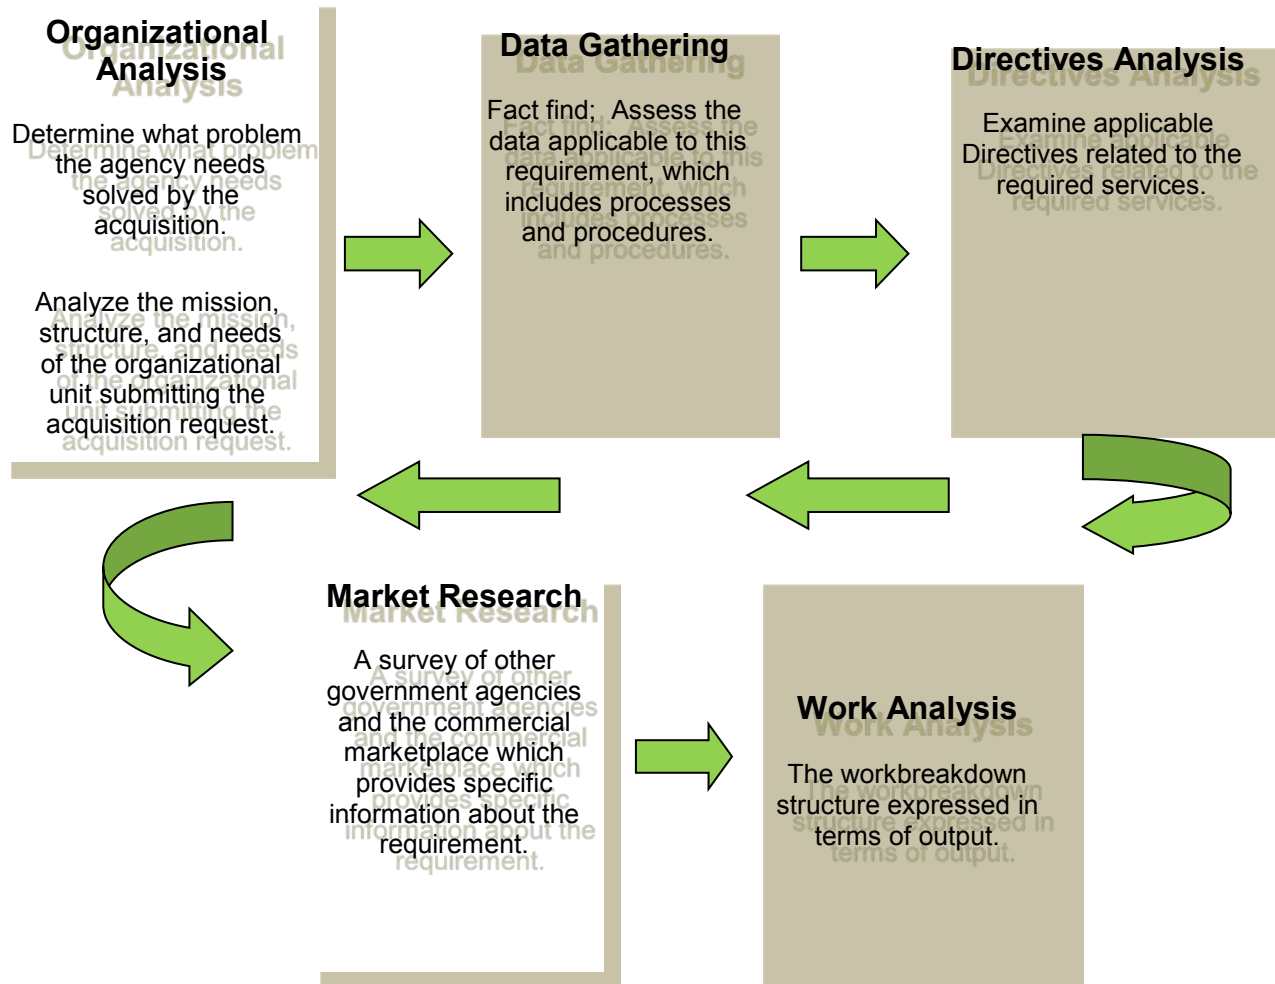 Organizational
Analysis
Determine what problem
the agency needs
solved by the
acquisition.
Analyze the mission,
structure, and needs
of the organizational
unit submitting the
acquisition request.
Data Gathering
Fact find;  Assess the
data applicable to this
requirement, which
includes processes
and procedures.
Directives Analysis
Examine applicable
Directives related to the
required services.
Market Research
A survey of other
government agencies
and the commercial
marketplace which
provides specific
information about the
requirement.
Work Analysis
The workbreakdown
structure expressed in
terms of output.